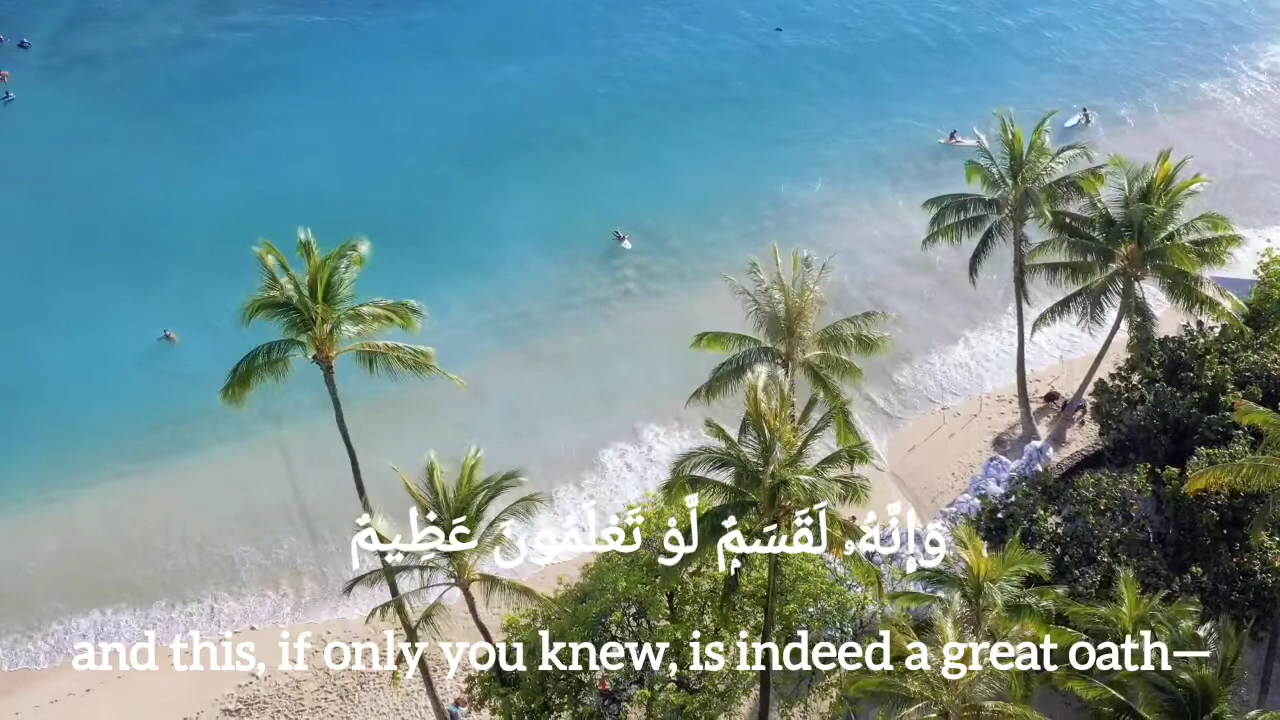 وَإِنَّهُۥ لَقَسَمٌۭ لَّوْ تَعْلَمُونَ عَظِيمٌ
and this, if only you knew, is indeed a great oath—